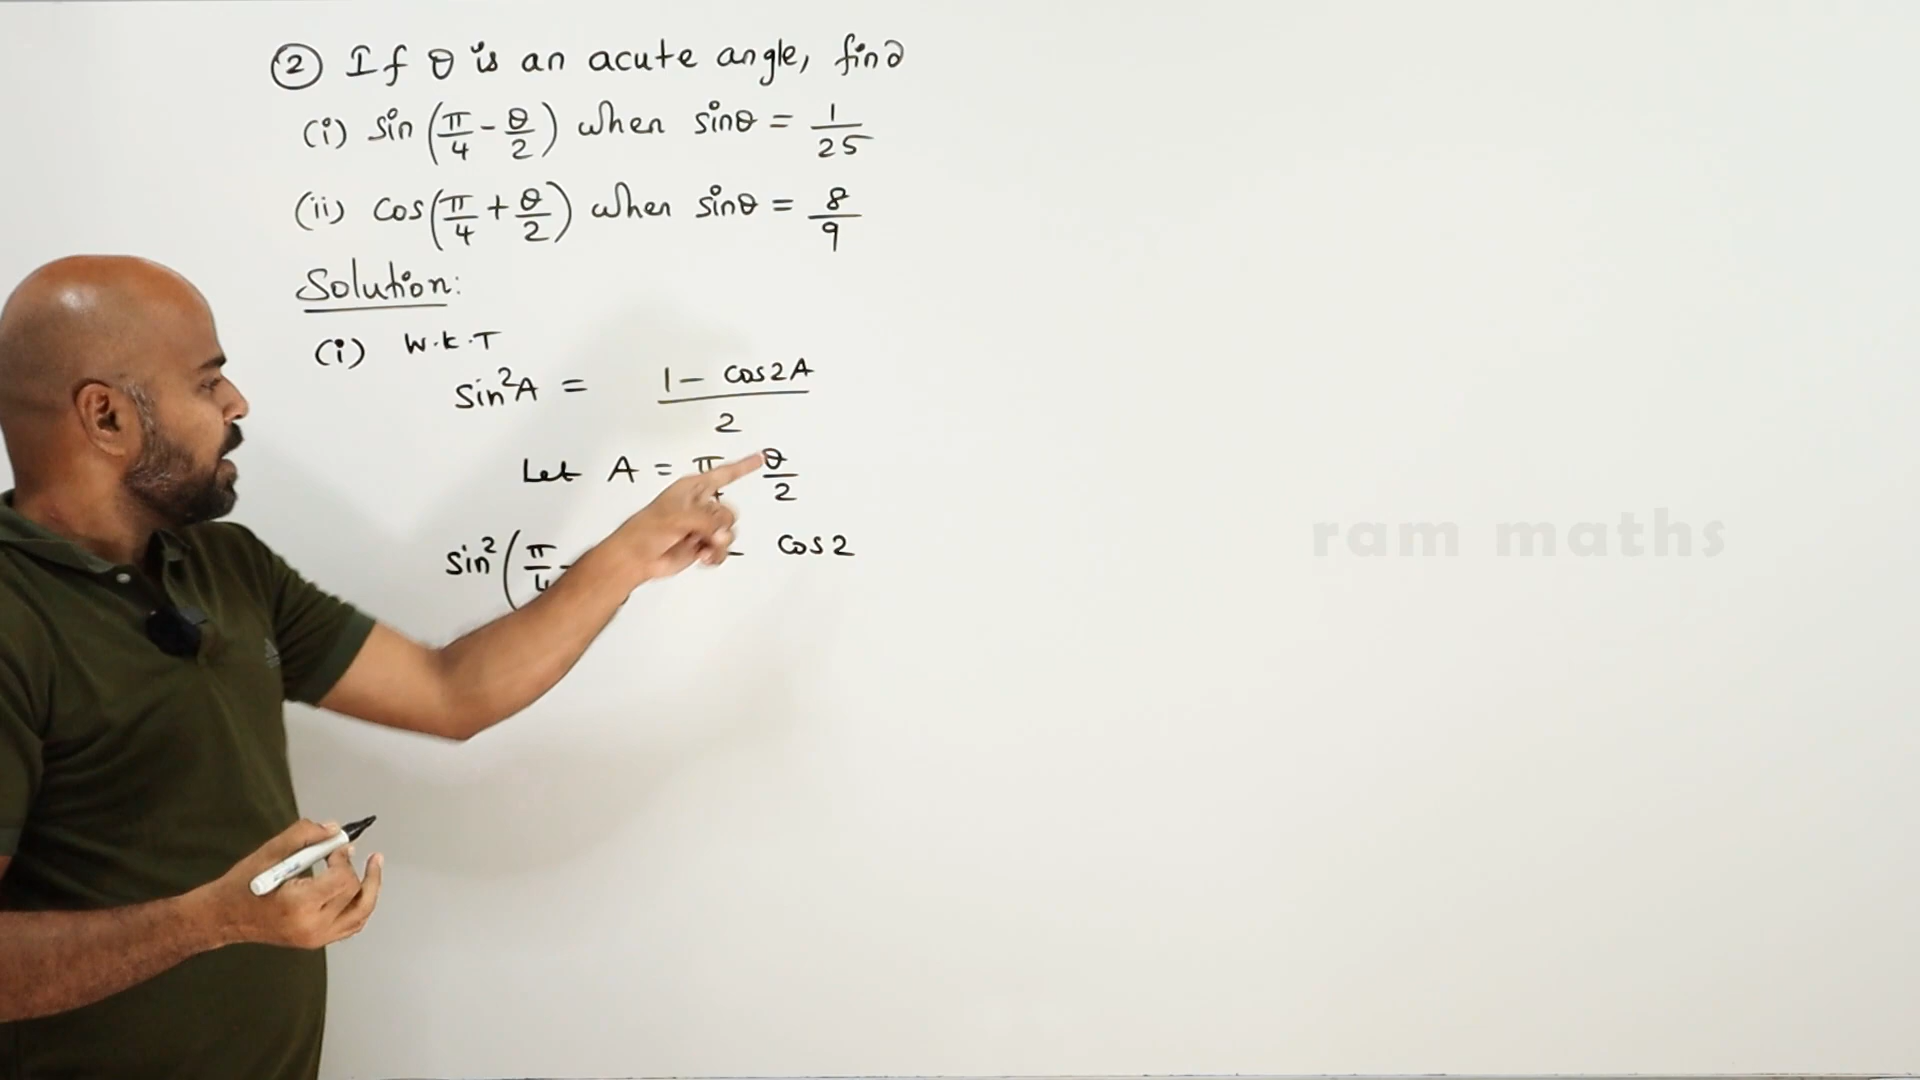 ② If θ is an acute angle, find
(i) sin (π/4 - θ/2) when sinθ = 1/25
(ii) cos(π/4 + θ/2) when sinθ = 8/9
Solution:
(i) W.K.T
Sin²A = 1 - cos2A / 2
Let A = π θ/2
Sin² (π/4 - cos2
ram maths